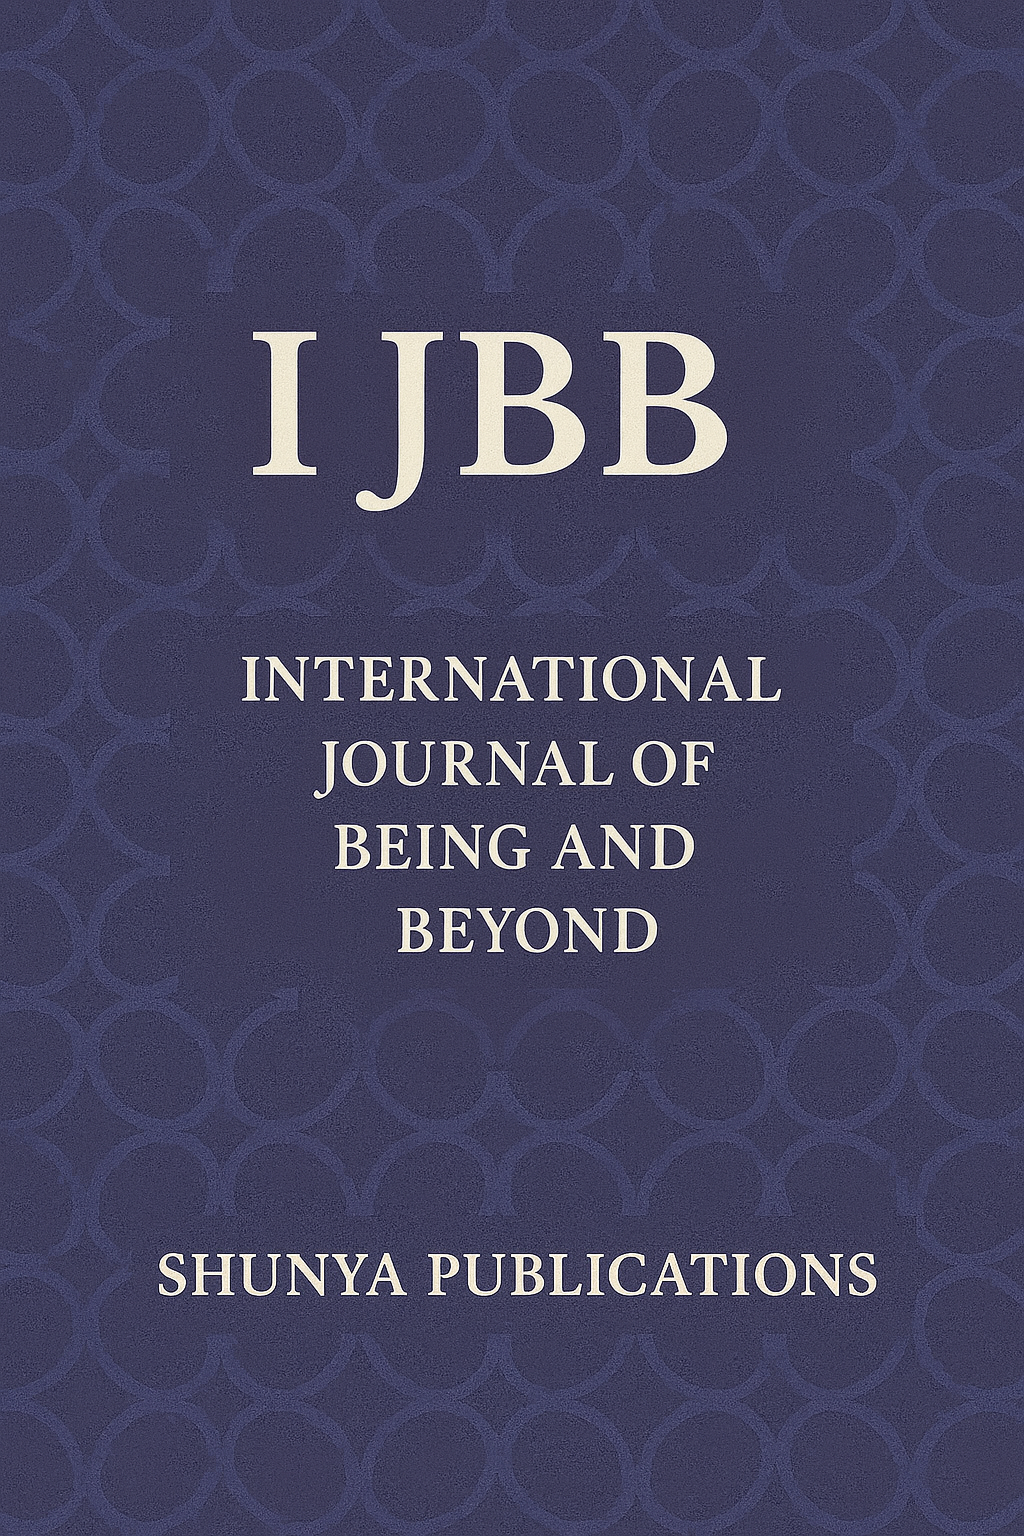 I JBB
INTERNATIONAL
JOURNAL OF
BEING AND
BEYOND
SHUNYA PUBLICATIONS